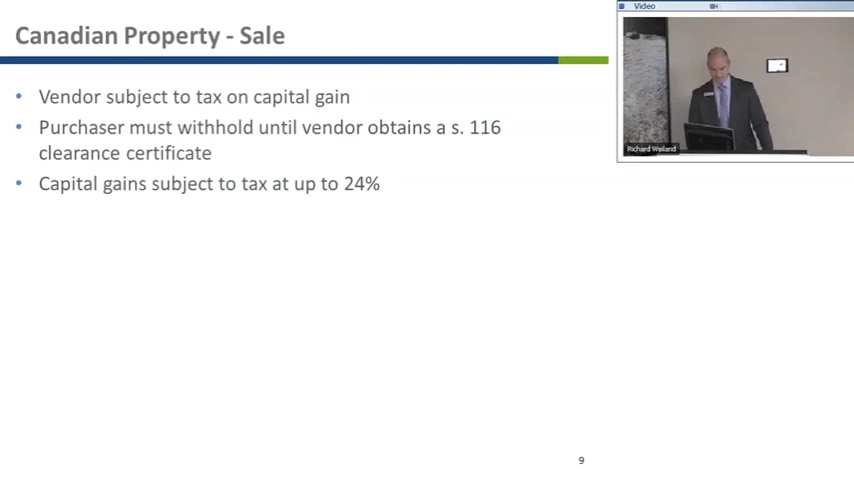 Canadian Property - Sale
Video
• Vendor subject to tax on capital gain
• Purchaser must withhold until vendor obtains a s. 116
clearance certificate
• Capital gains subject to tax at up to 24%
Richard Weiland
9